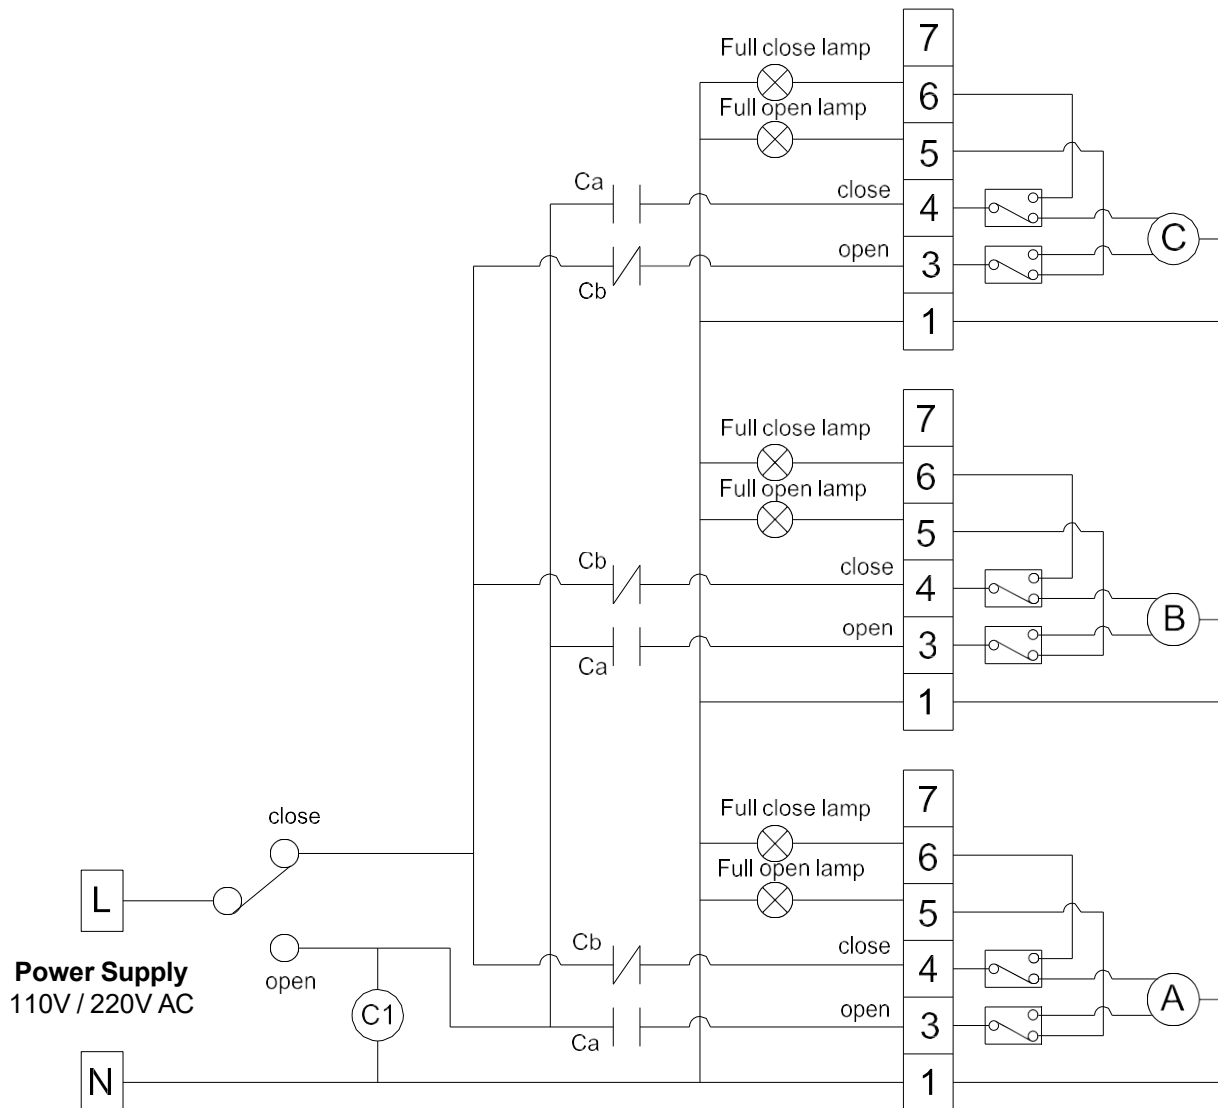 7
Full close lamp
6
Full open lamp
5
Ca
close
4
open
3
Cb
C
1
7
Full close lamp
6
Full open lamp
5
Cb
close
4
B
open
3
Ca
1
7
close
Full close lamp
6
Full open lamp
L
5
Cb
close
4
open
Power Supply
110V / 220V AC
A
C1
open
3
Ca
N
1